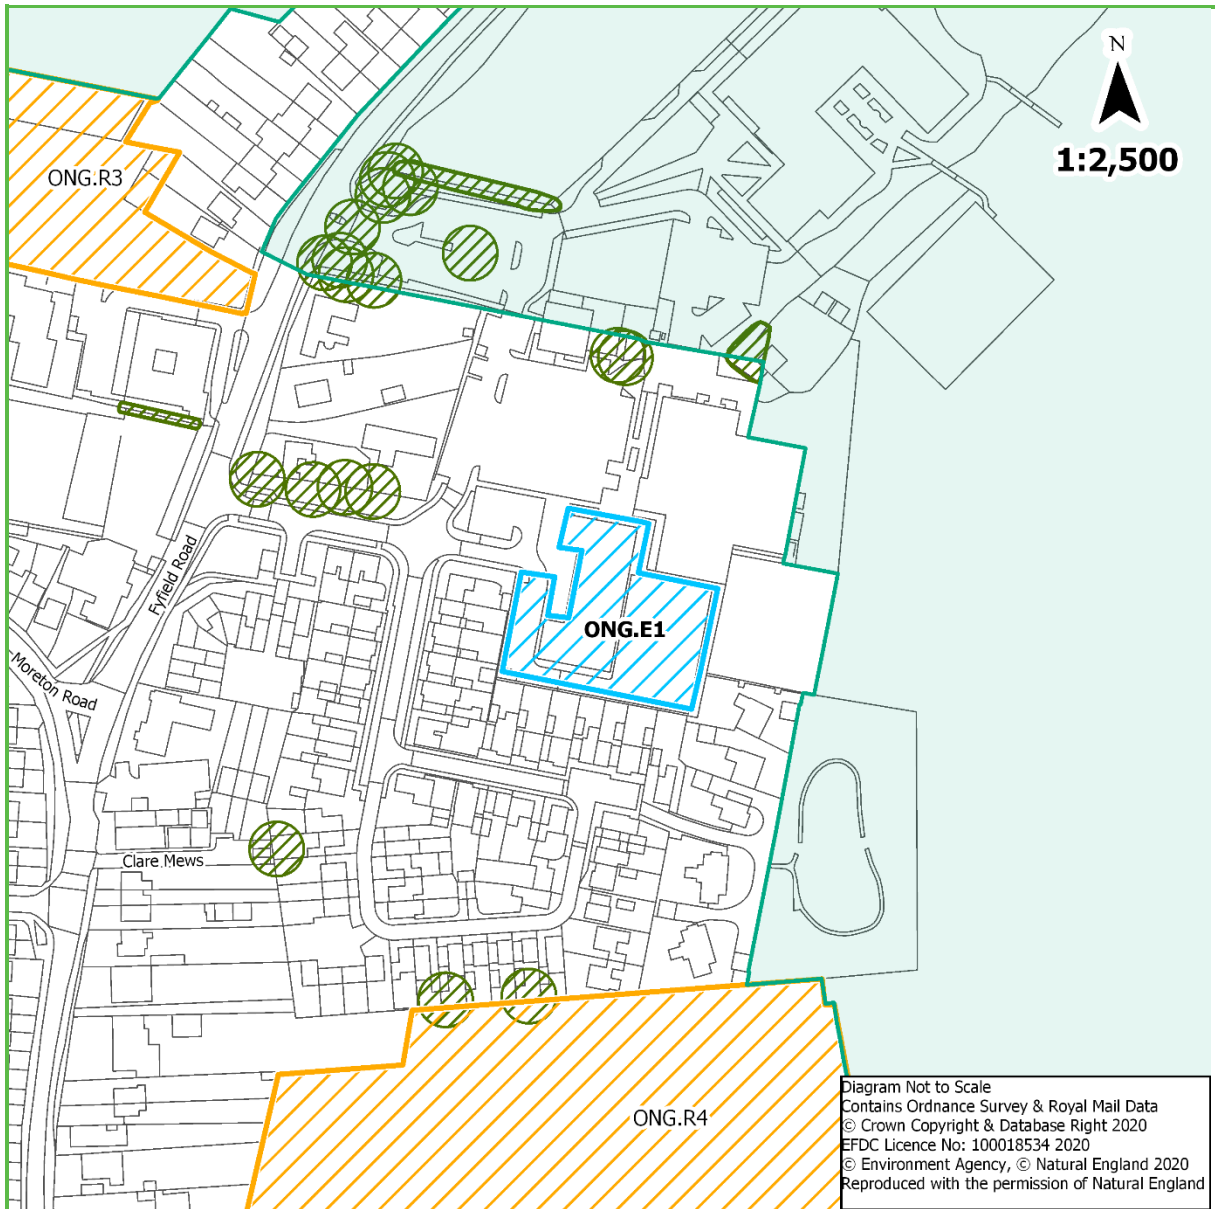 N
1:2,500
ONG.R3
Fyfield Road
Moreton Road
ONG.E1
Clare Mews
ONG.R4
Diagram Not to Scale
Contains Ordnance Survey & Royal Mail Data
© Crown Copyright & Database Right 2020
EFDC Licence No: 100018534 2020
© Environment Agency, © Natural England 2020
Reproduced with the permission of Natural England